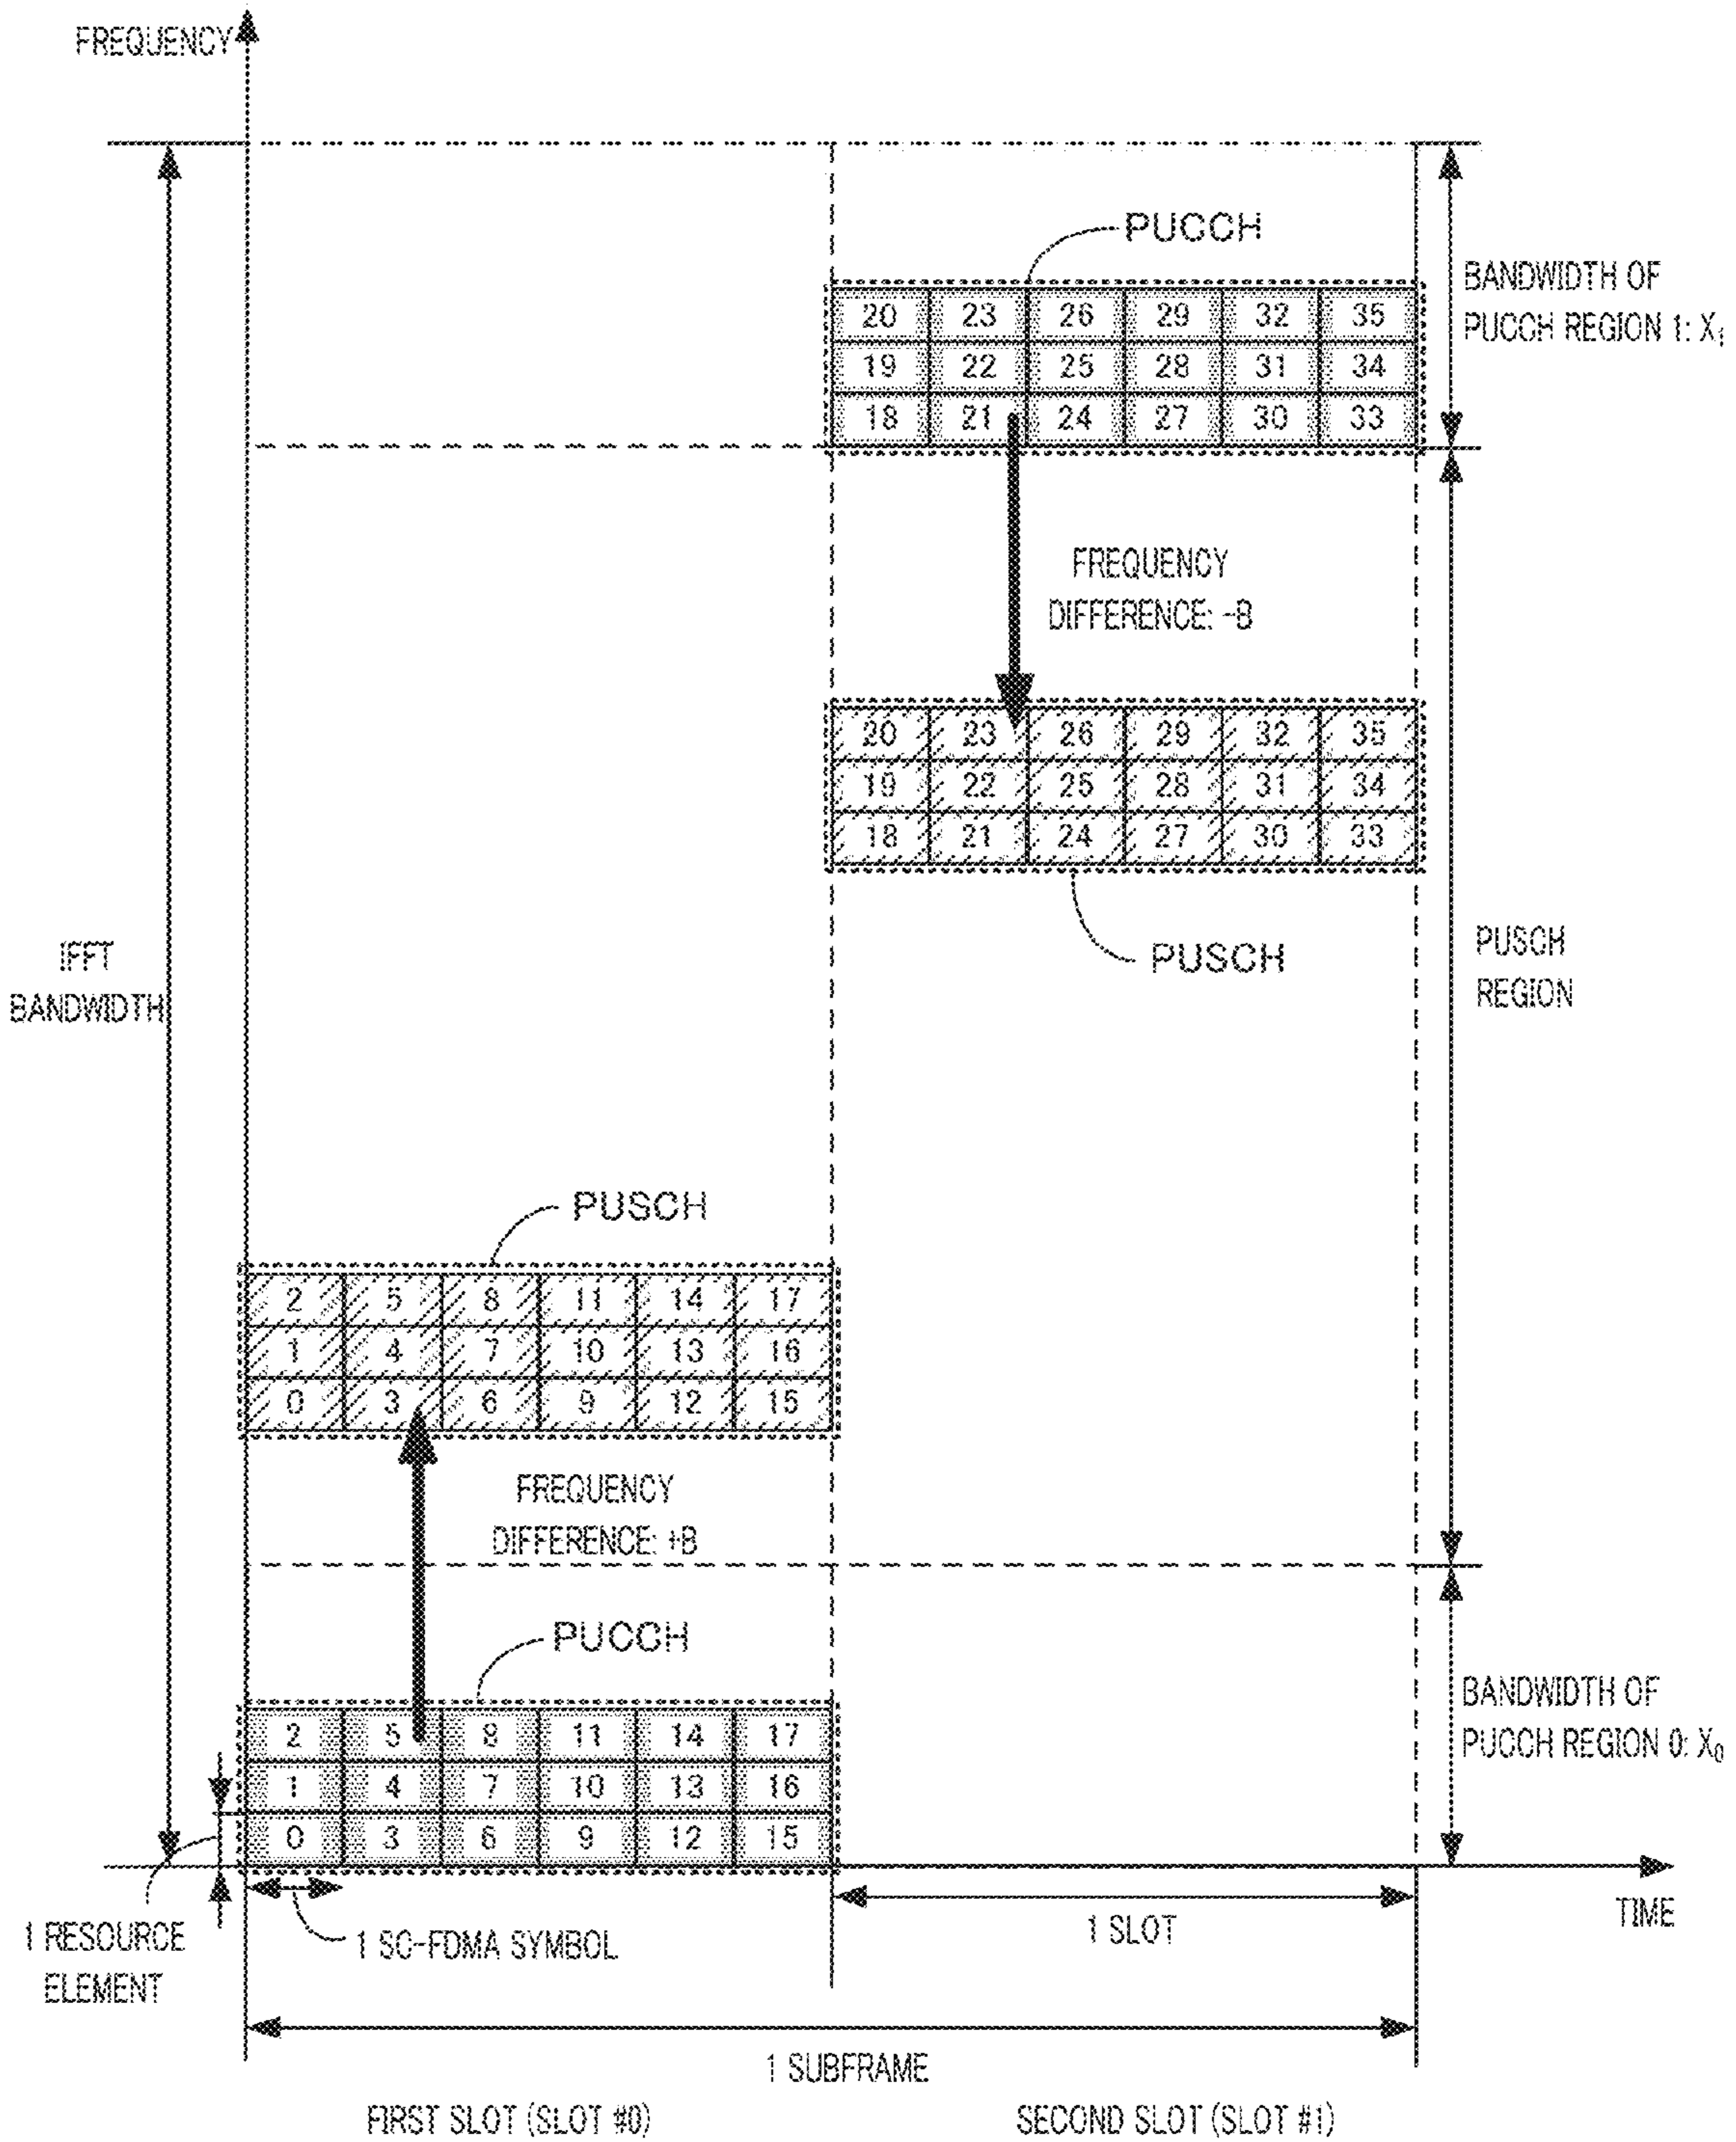 FREQUENCY
PUCCH
20 23 26 29 32 35
19 22 25 28 31 34
18 21 24 27 30 33
BANDWIDTH OF
PUCCH REGION 1: X1
FREQUENCY
DIFFERENCE: -B
20 23 26 29 32 35
19 22 25 28 31 34
18 21 24 27 30 33
PUSCH
IFFT
BANDWIDTH
PUSCH
REGION
PUSCH
2 5 8 11 14 17
1 4 7 10 13 16
0 3 6 9 12 15
FREQUENCY
DIFFERENCE: +B
PUCCH
2 5 8 11 14 17
1 4 7 10 13 16
0 3 6 9 12 15
BANDWIDTH OF
PUCCH REGION 0: X0
1 RESOURCE
ELEMENT
1 SC-FDMA SYMBOL
1 SLOT
TIME
1 SUBFRAME
FIRST SLOT (SLOT #0)
SECOND SLOT (SLOT #1)